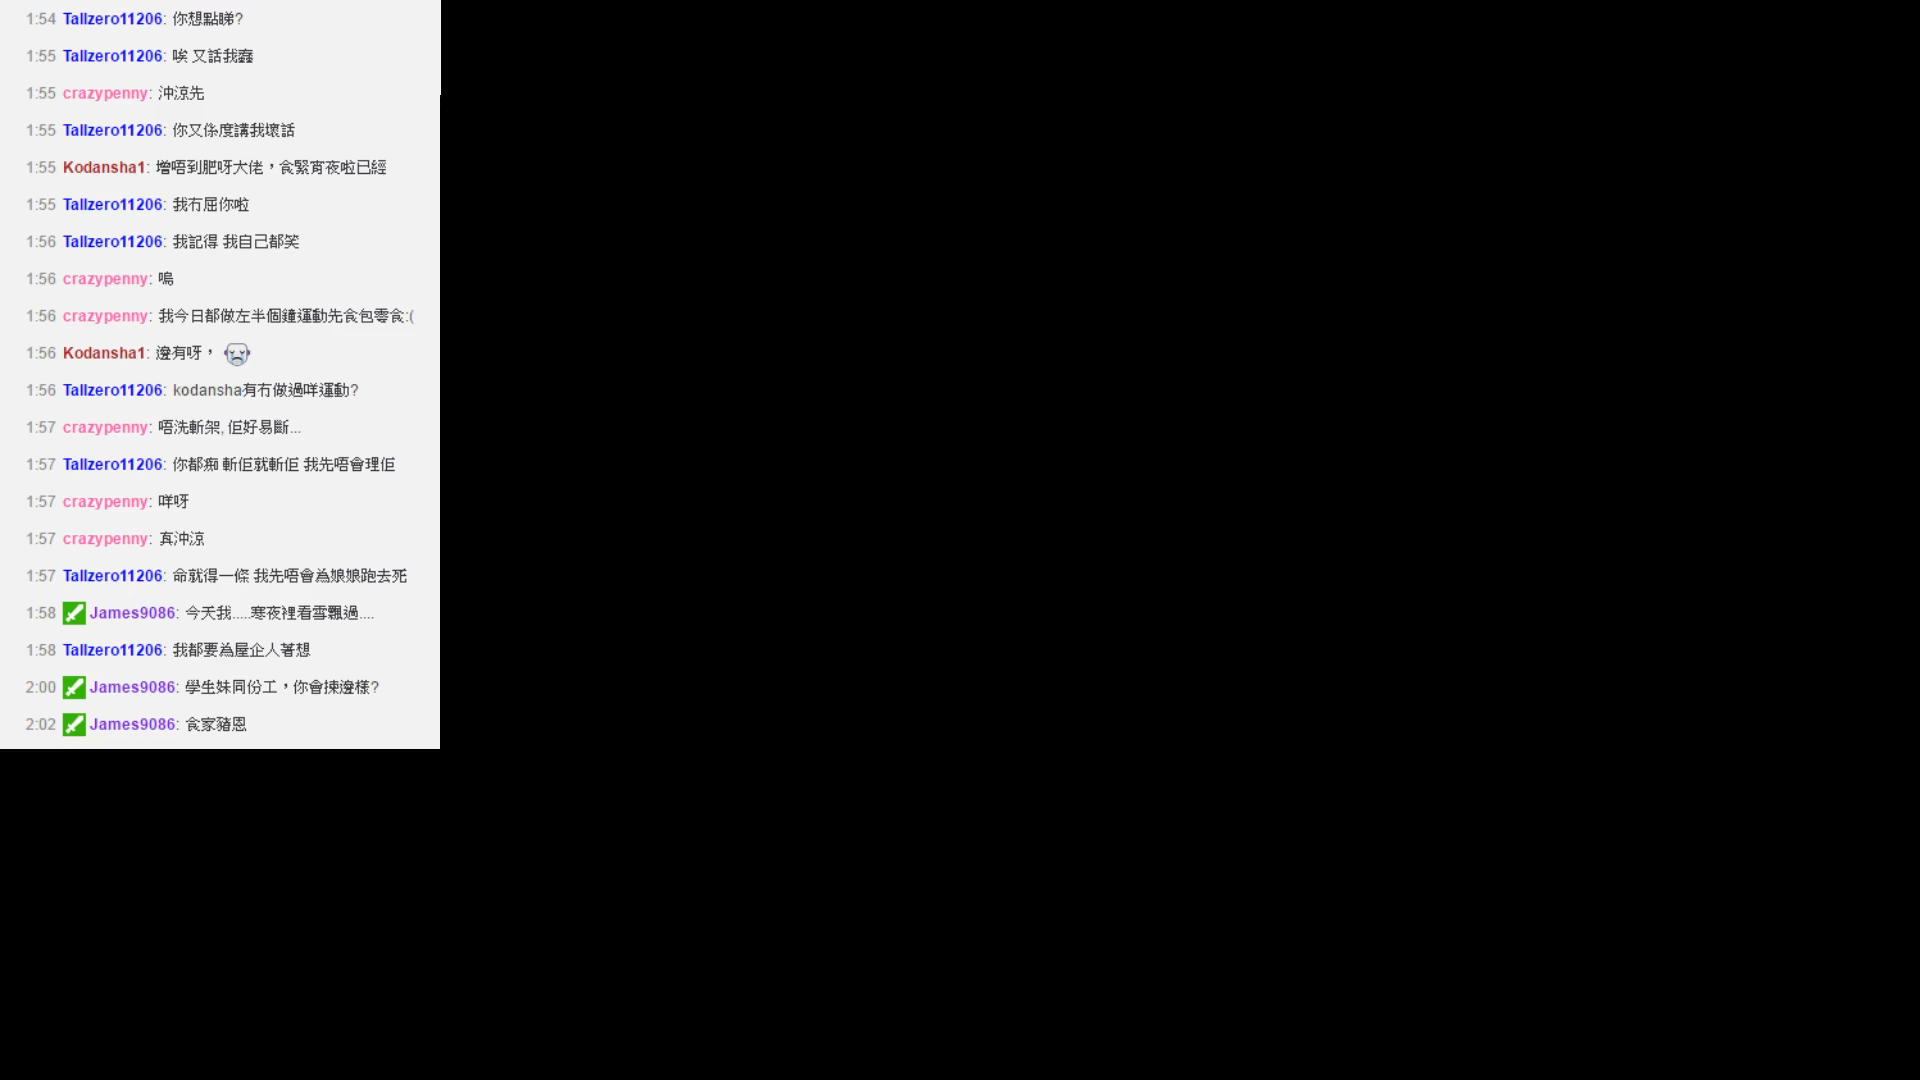 1:54 Tallzero11206: 你想點睇?
1:55 Tallzero11206: 唉 又話我蠢
1:55 crazypenny: 沖涼先
1:55 Tallzero11206: 你又係度講我壞話
1:55 Kodansha1: 增唔到肥呀大佬，食緊宵夜啦已經
1:55 Tallzero11206: 我冇屈你啦
1:56 Tallzero11206: 我記得 我自己都笑
1:56 crazypenny: 嗚
1:56 crazypenny: 我今日都做左半個鐘運動先食包零食:(
1:56 Kodansha1: 邊有呀，
1:56 Tallzero11206: kodansha有冇做過咩運動?
1:57 crazypenny: 唔洗斬架, 佢好易斷...
1:57 Tallzero11206: 你都痴 斬佢就斬佢 我先唔會理佢
1:57 crazypenny: 咩呀
1:57 crazypenny: 真沖涼
1:57 Tallzero11206: 命就得一條 我先唔會為娘娘跑去死
1:58 James9086: 今天我.....寒夜裡看雪飄過....
1:58 Tallzero11206: 我都要為屋企人著想
2:00 James9086: 學生妹同份工，你會揀邊樣?
2:02 James9086: 食家豬恩